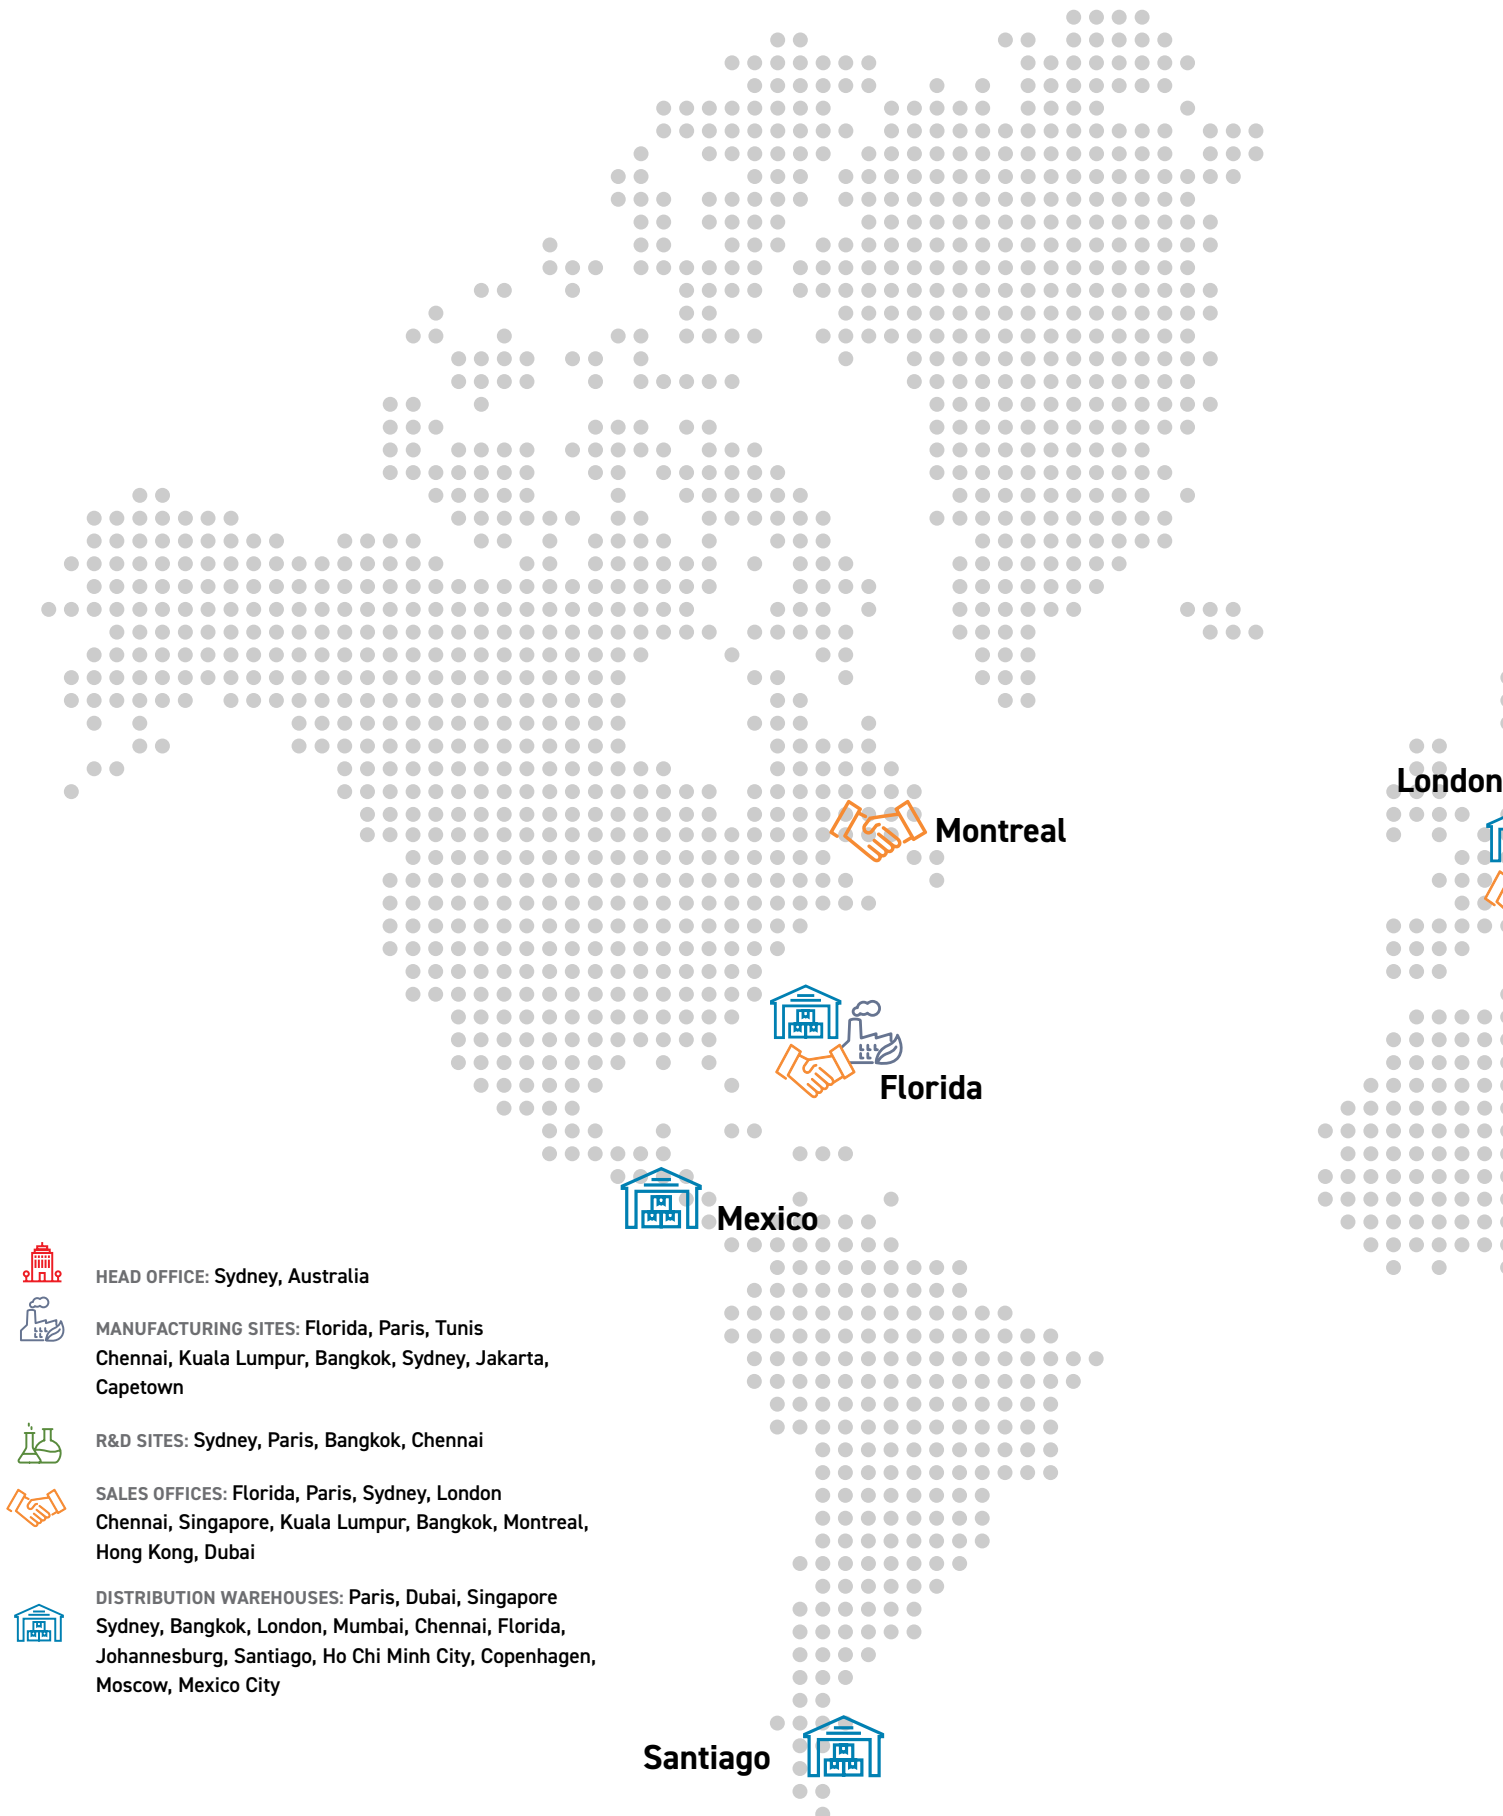 London
Montreal
Florida
Mexico
HEAD OFFICE: Sydney, Australia
MANUFACTURING SITES: Florida, Paris, Tunis
Chennai, Kuala Lumpur, Bangkok, Sydney, Jakarta,
Capetown
R&D SITES: Sydney, Paris, Bangkok, Chennai
SALES OFFICES: Florida, Paris, Sydney, London
Chennai, Singapore, Kuala Lumpur, Bangkok, Montreal,
Hong Kong, Dubai
DISTRIBUTION WAREHOUSES: Paris, Dubai, Singapore
Sydney, Bangkok, London, Mumbai, Chennai, Florida,
Johannesburg, Santiago, Ho Chi Minh City, Copenhagen,
Moscow, Mexico City
Santiago